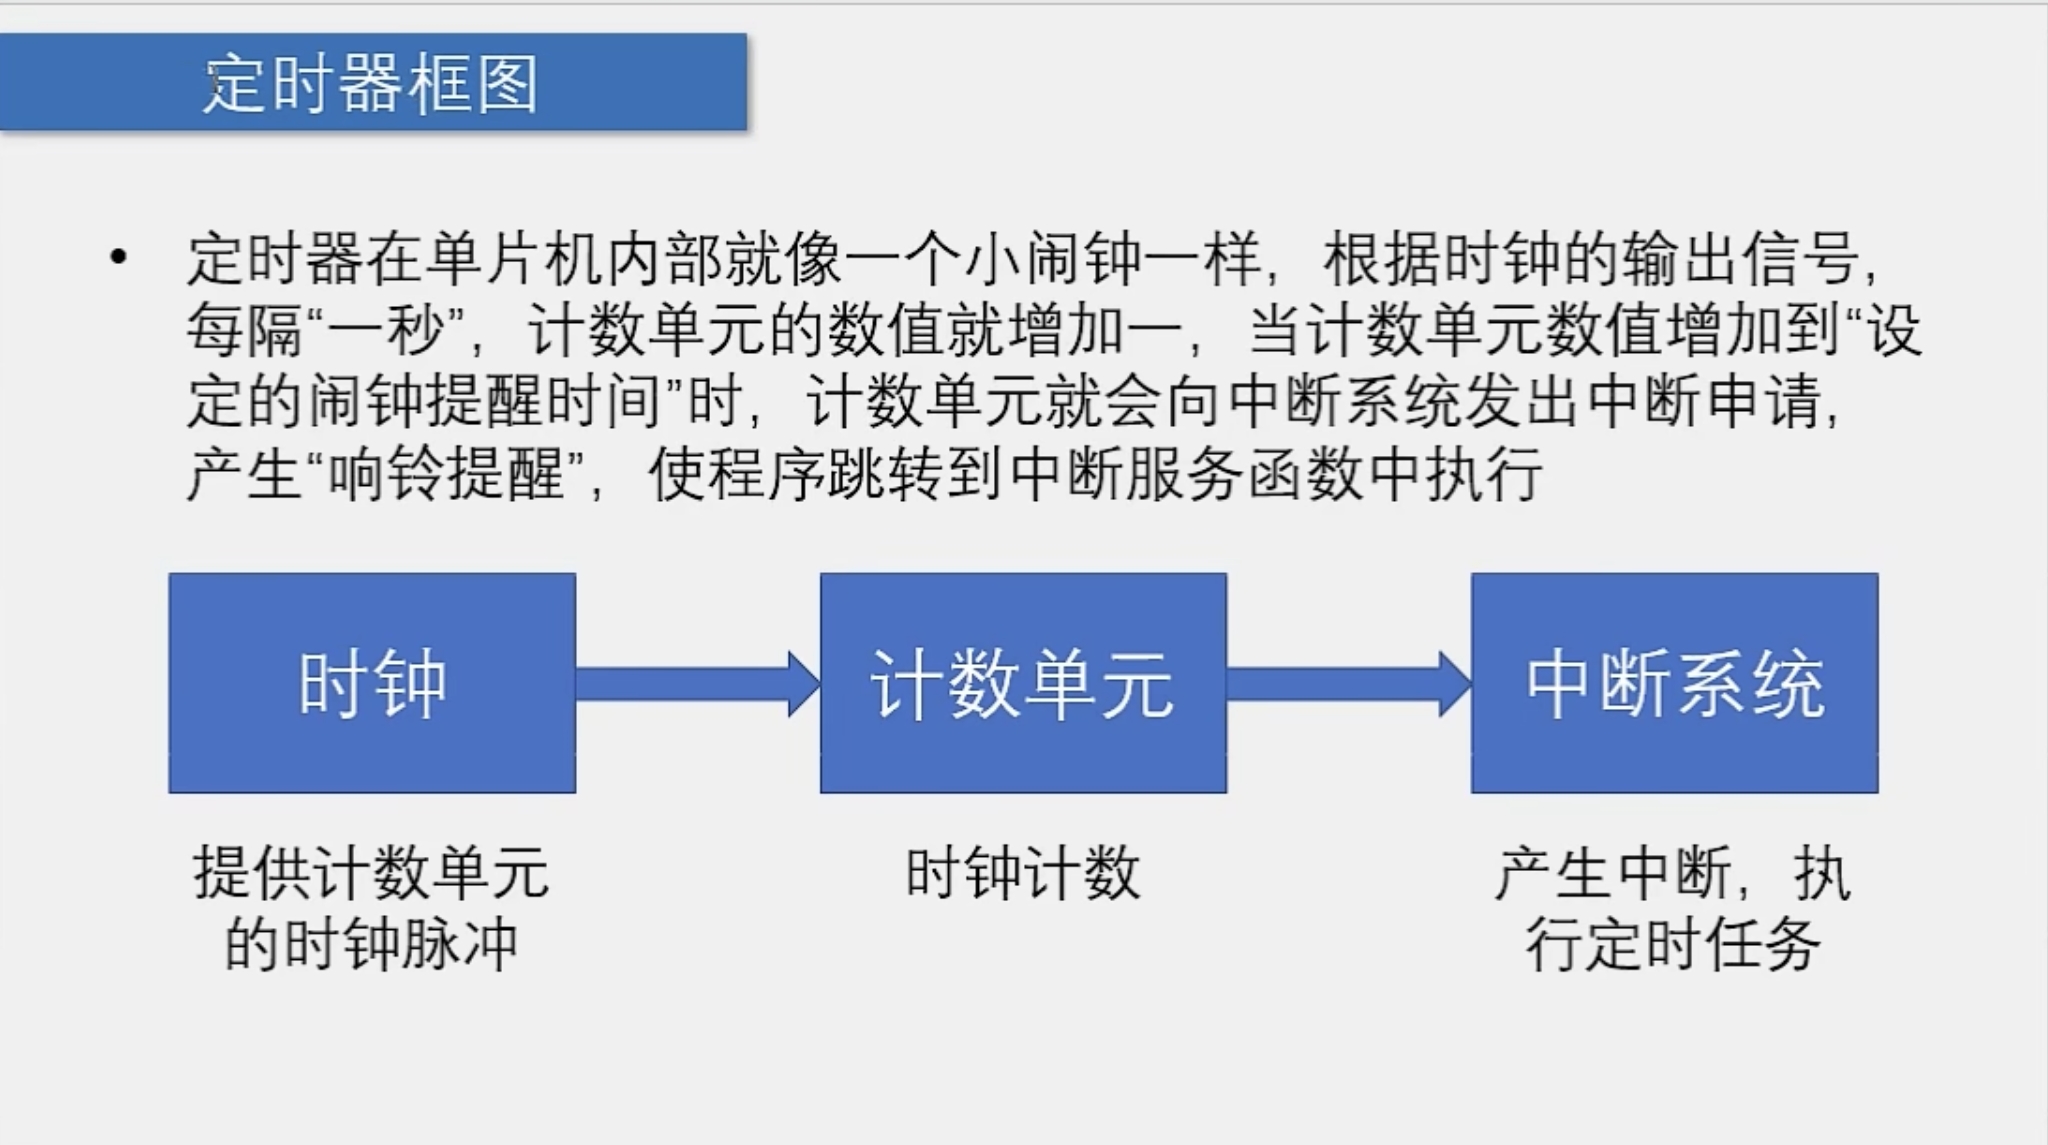 定时器框图
• 定时器在单片机内部就像一个小闹钟一样，根据时钟的输出信号，
每隔“一秒”，计数单元的数值就增加一，当计数单元数值增加到“设
定的闹钟提醒时间”时，计数单元就会向中断系统发出中断申请，
产生“响铃提醒”，使程序跳转到中断服务函数中执行
时钟
计数单元
中断系统
提供计数单元
的时钟脉冲
时钟计数
产生中断，执
行定时任务